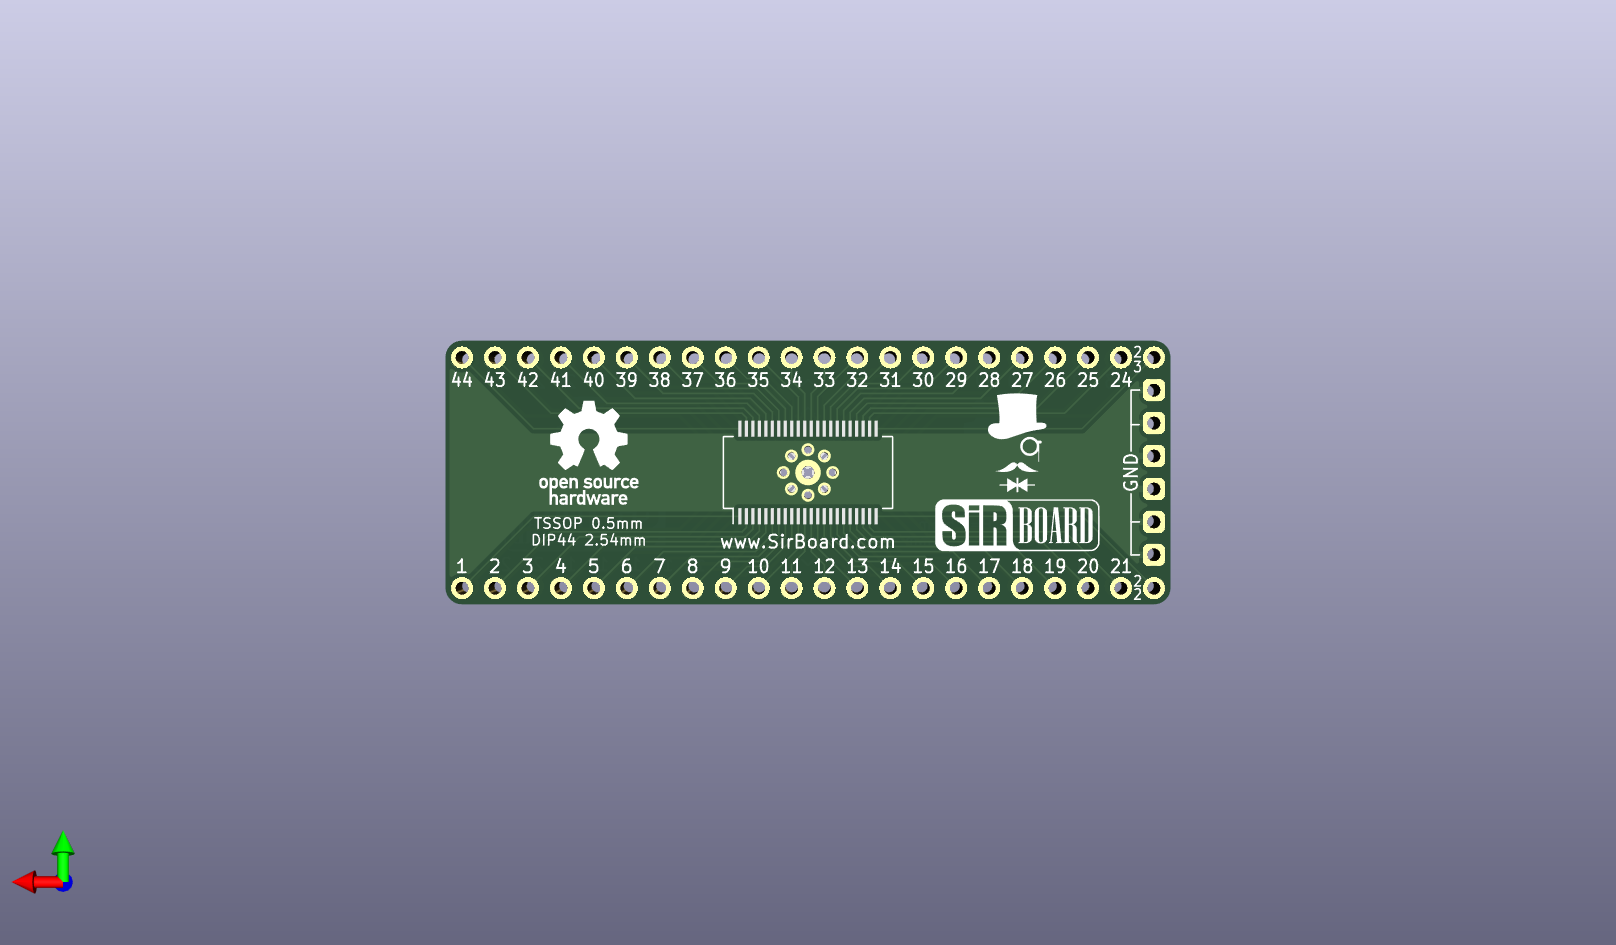 44 43 42 41 40 39 38 37 36 35 34 33 32 31 30 29 28 27 26 25 24 23
GND
open source
hardware
TSSOP 0.5mm
DIP44 2.54mm
www.SirBoard.com
SiR BOARD
1 2 3 4 5 6 7 8 9 10 11 12 13 14 15 16 17 18 19 20 21 22